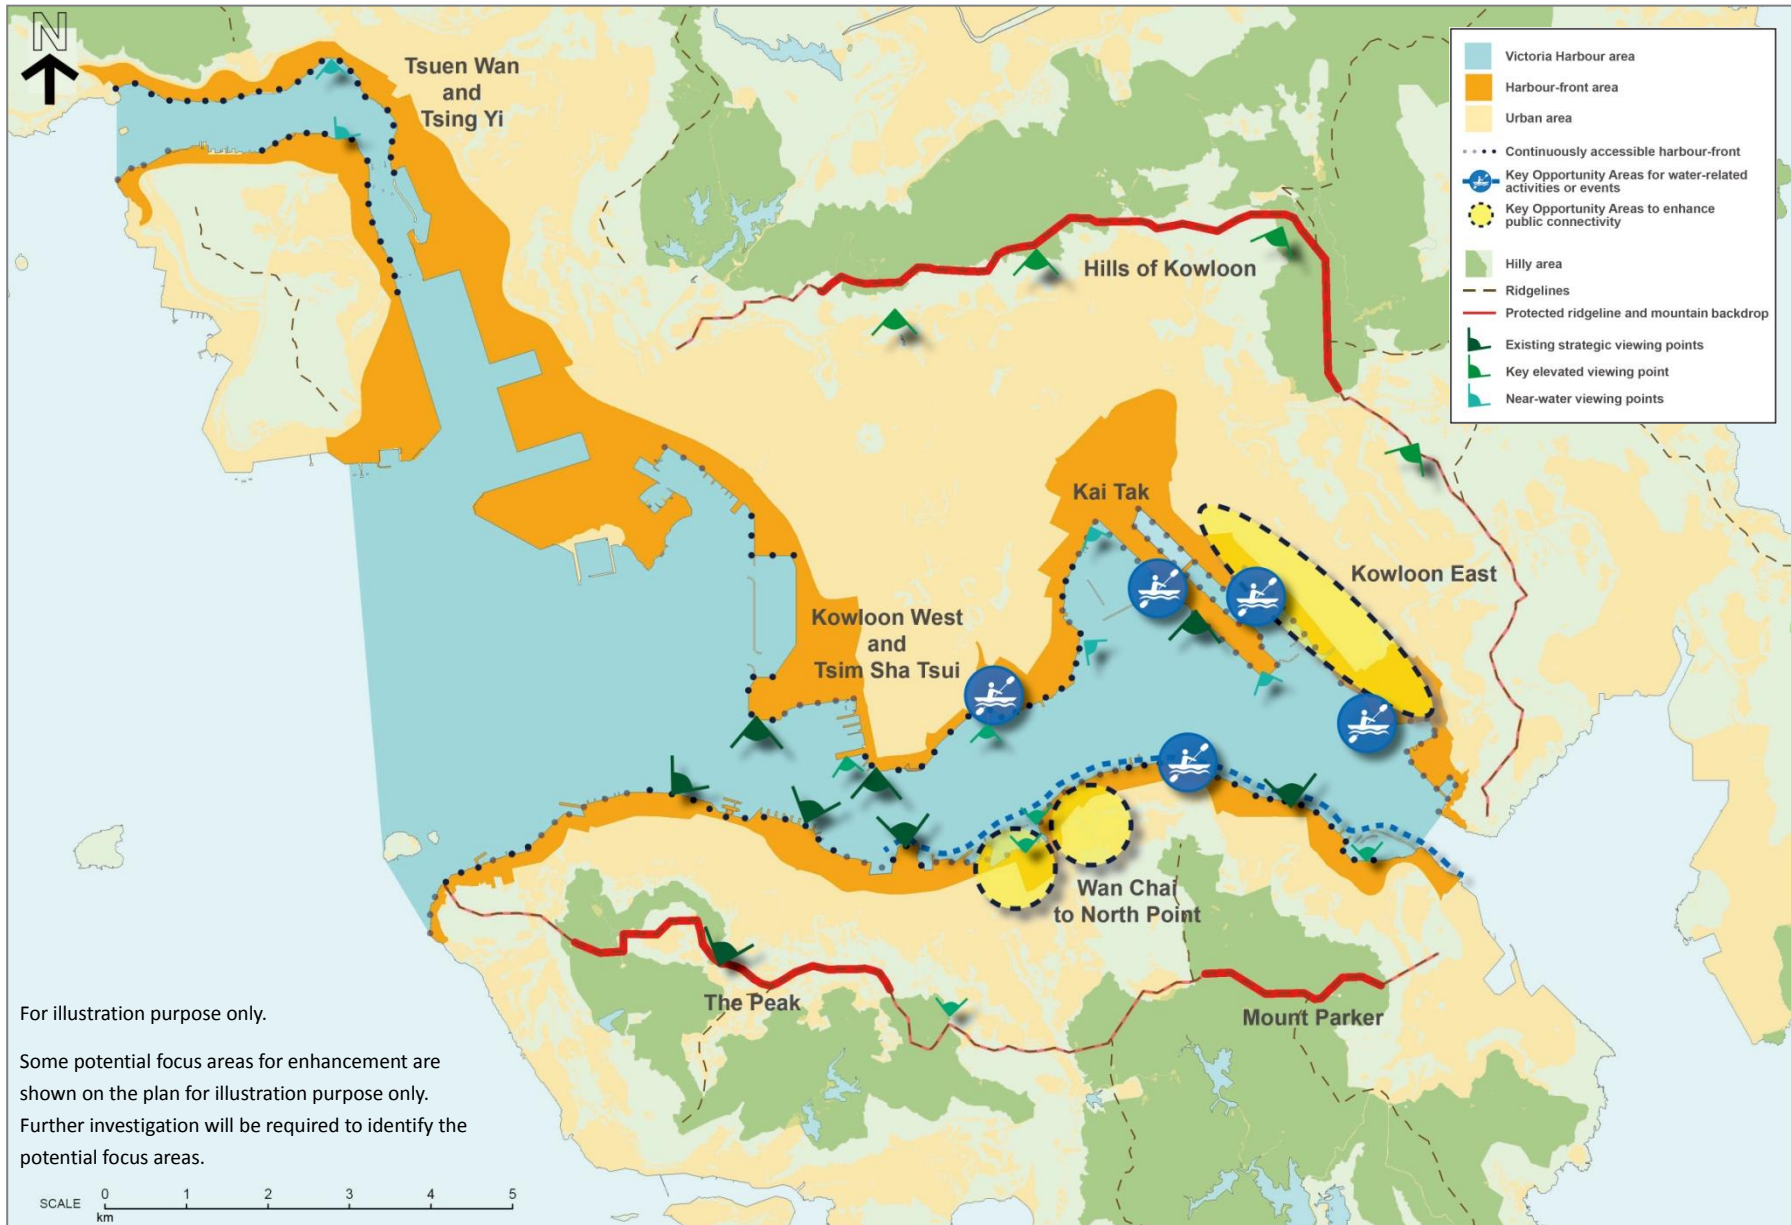 N
Tsuen Wan
and
Tsing Yi
Victoria Harbour area
Harbour-front area
Urban area
Continuously accessible harbour-front
Key Opportunity Areas for water-related
activities or events
Key Opportunity Areas to enhance
public connectivity
Hilly area
Ridgelines
Protected ridgeline and mountain backdrop
Existing strategic viewing points
Key elevated viewing point
Near-water viewing points
Hills of Kowloon
Kai Tak
Kowloon East
Kowloon West
and
Tsim Sha Tsui
Wan Chai
to North Point
The Peak
Mount Parker
For illustration purpose only.
Some potential focus areas for enhancement are
shown on the plan for illustration purpose only.
Further investigation will be required to identify the
potential focus areas.
SCALE 0 1 2 3 4 5
km